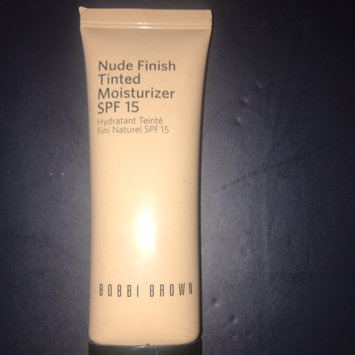 Nude Finish
Tinted
Moisturizer
SPF 15
Hydratant Teinté
Fini Naturel SPF 15
BOBBI BROWN